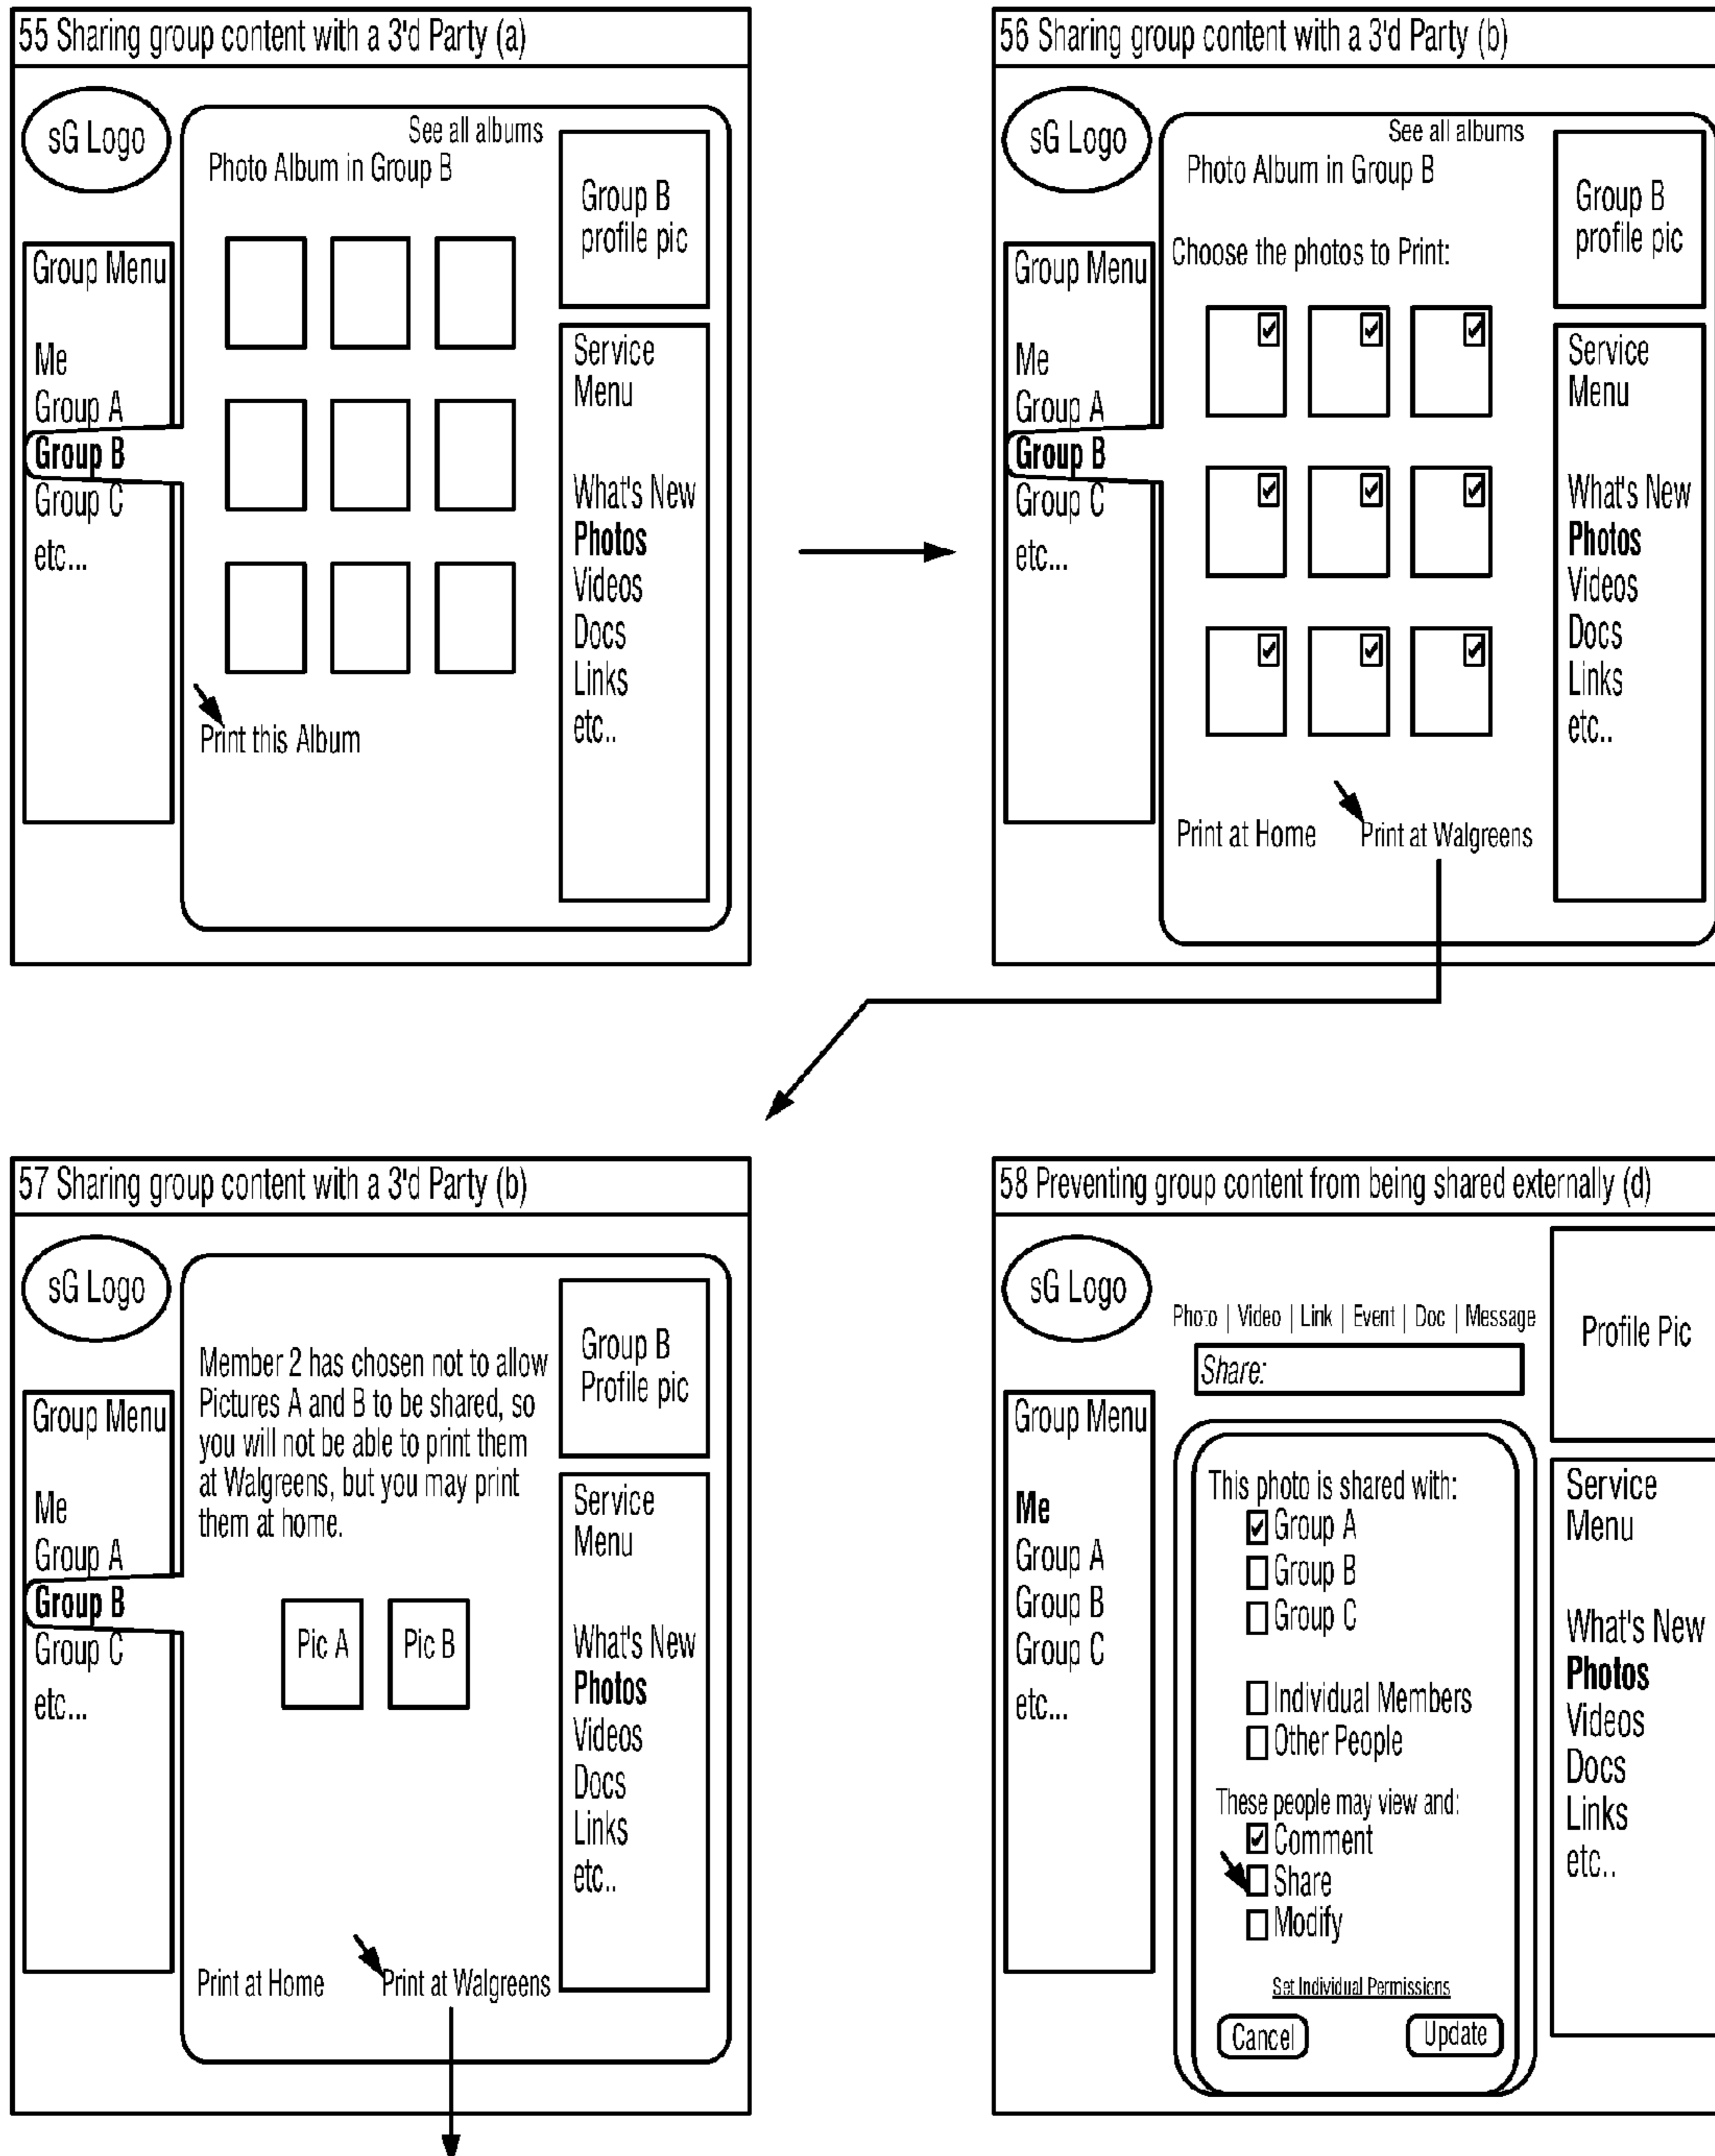 55 Sharing group content with a 3'd Party (a)
sG Logo
See all albums
Photo Album in Group B
Group B
profile pic
Group Menu
Me
Group A
Group B
Group C
etc...
Service
Menu
What's New
Photos
Videos
Docs
Links
etc..
Print this Album
56 Sharing group content with a 3'd Party (b)
sG Logo
See all albums
Photo Album in Group B
Group B
profile pic
Choose the photos to Print:
Group Menu
Me
Group A
Group B
Group C
etc...
Service
Menu
What's New
Photos
Videos
Docs
Links
etc..
Print at Home
Print at Walgreens
57 Sharing group content with a 3'd Party (b)
sG Logo
Member 2 has chosen not to allow
Pictures A and B to be shared, so
you will not be able to print them
at Walgreens, but you may print
them at home.
Group B
Profile pic
Group Menu
Me
Group A
Group B
Group C
etc...
Pic A
Pic B
Service
Menu
What's New
Photos
Videos
Docs
Links
etc..
Print at Home
Print at Walgreens
58 Preventing group content from being shared externally (d)
sG Logo
Photo | Video | Link | Event | Doc | Message
Share:
Profile Pic
Group Menu
Me
Group A
Group B
Group C
etc...
This photo is shared with:
Group A
Group B
Group C
Individual Members
Other People
These people may view and:
Comment
Share
Modify
Set Individual Permissions
Cancel
Update
Service
Menu
What's New
Photos
Videos
Docs
Links
etc..